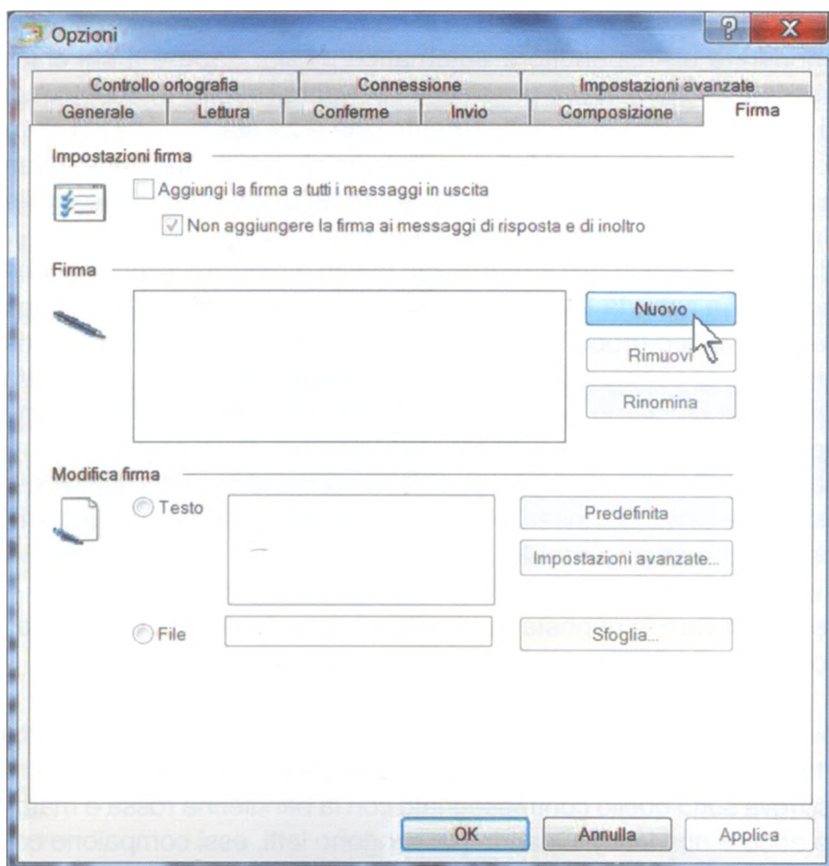 Opzioni
Controllo ortografia Connessione Impostazioni avanzate
Generale Lettura Conferme Invio Composizione Firma
Impostazioni firma
Aggiungi la firma a tutti i messaggi in uscita
Non aggiungere la firma ai messaggi di risposta e di inoltro
Firma
Nuovo
Rimuovi
Rinomina
Modifica firma
Testo
Predefinita
Impostazioni avanzate...
File
Sfoglia...
OK Annulla Applica